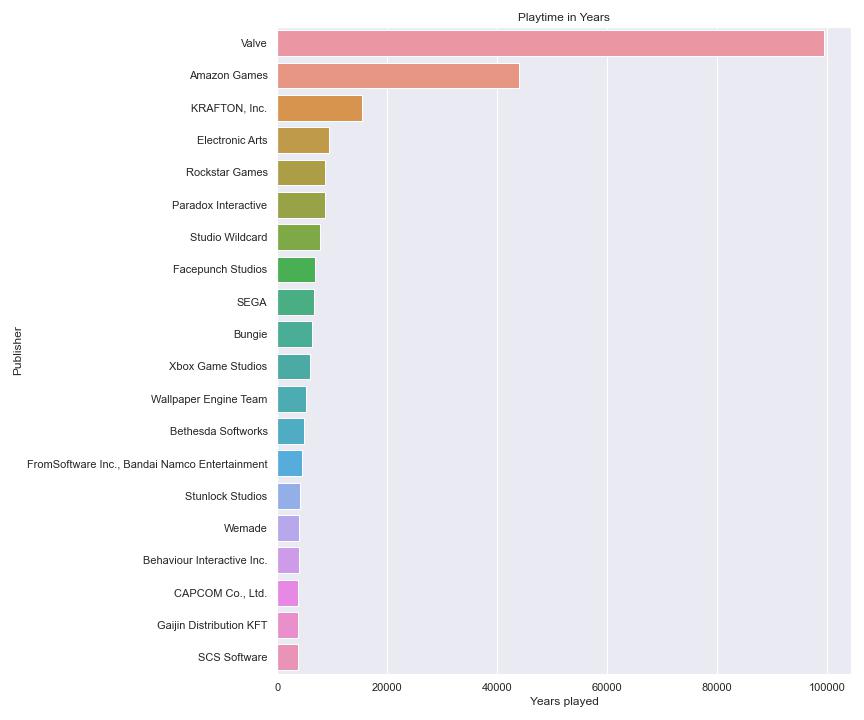 Playtime in Years
Publisher
Valve
Amazon Games
KRAFTON, Inc.
Electronic Arts
Rockstar Games
Paradox Interactive
Studio Wildcard
Facepunch Studios
SEGA
Bungie
Xbox Game Studios
Wallpaper Engine Team
Bethesda Softworks
FromSoftware Inc., Bandai Namco Entertainment
Stunlock Studios
Wemade
Behaviour Interactive Inc.
CAPCOM Co., Ltd.
Gaijin Distribution KFT
SCS Software
0 20000 40000 60000 80000 100000
Years played